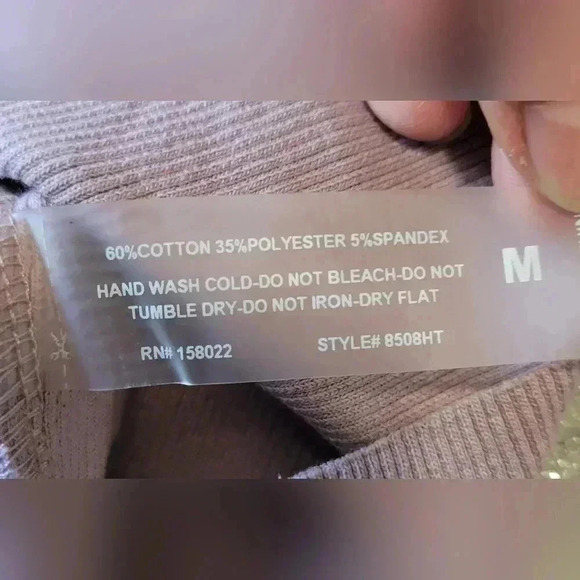 60%COTTON 35%POLYESTER 5%SPANDEX
HAND WASH COLD-DO NOT BLEACH-DO NOT
TUMBLE DRY-DO NOT IRON-DRY FLAT
RN# 158022 STYLE# 8508HT
M